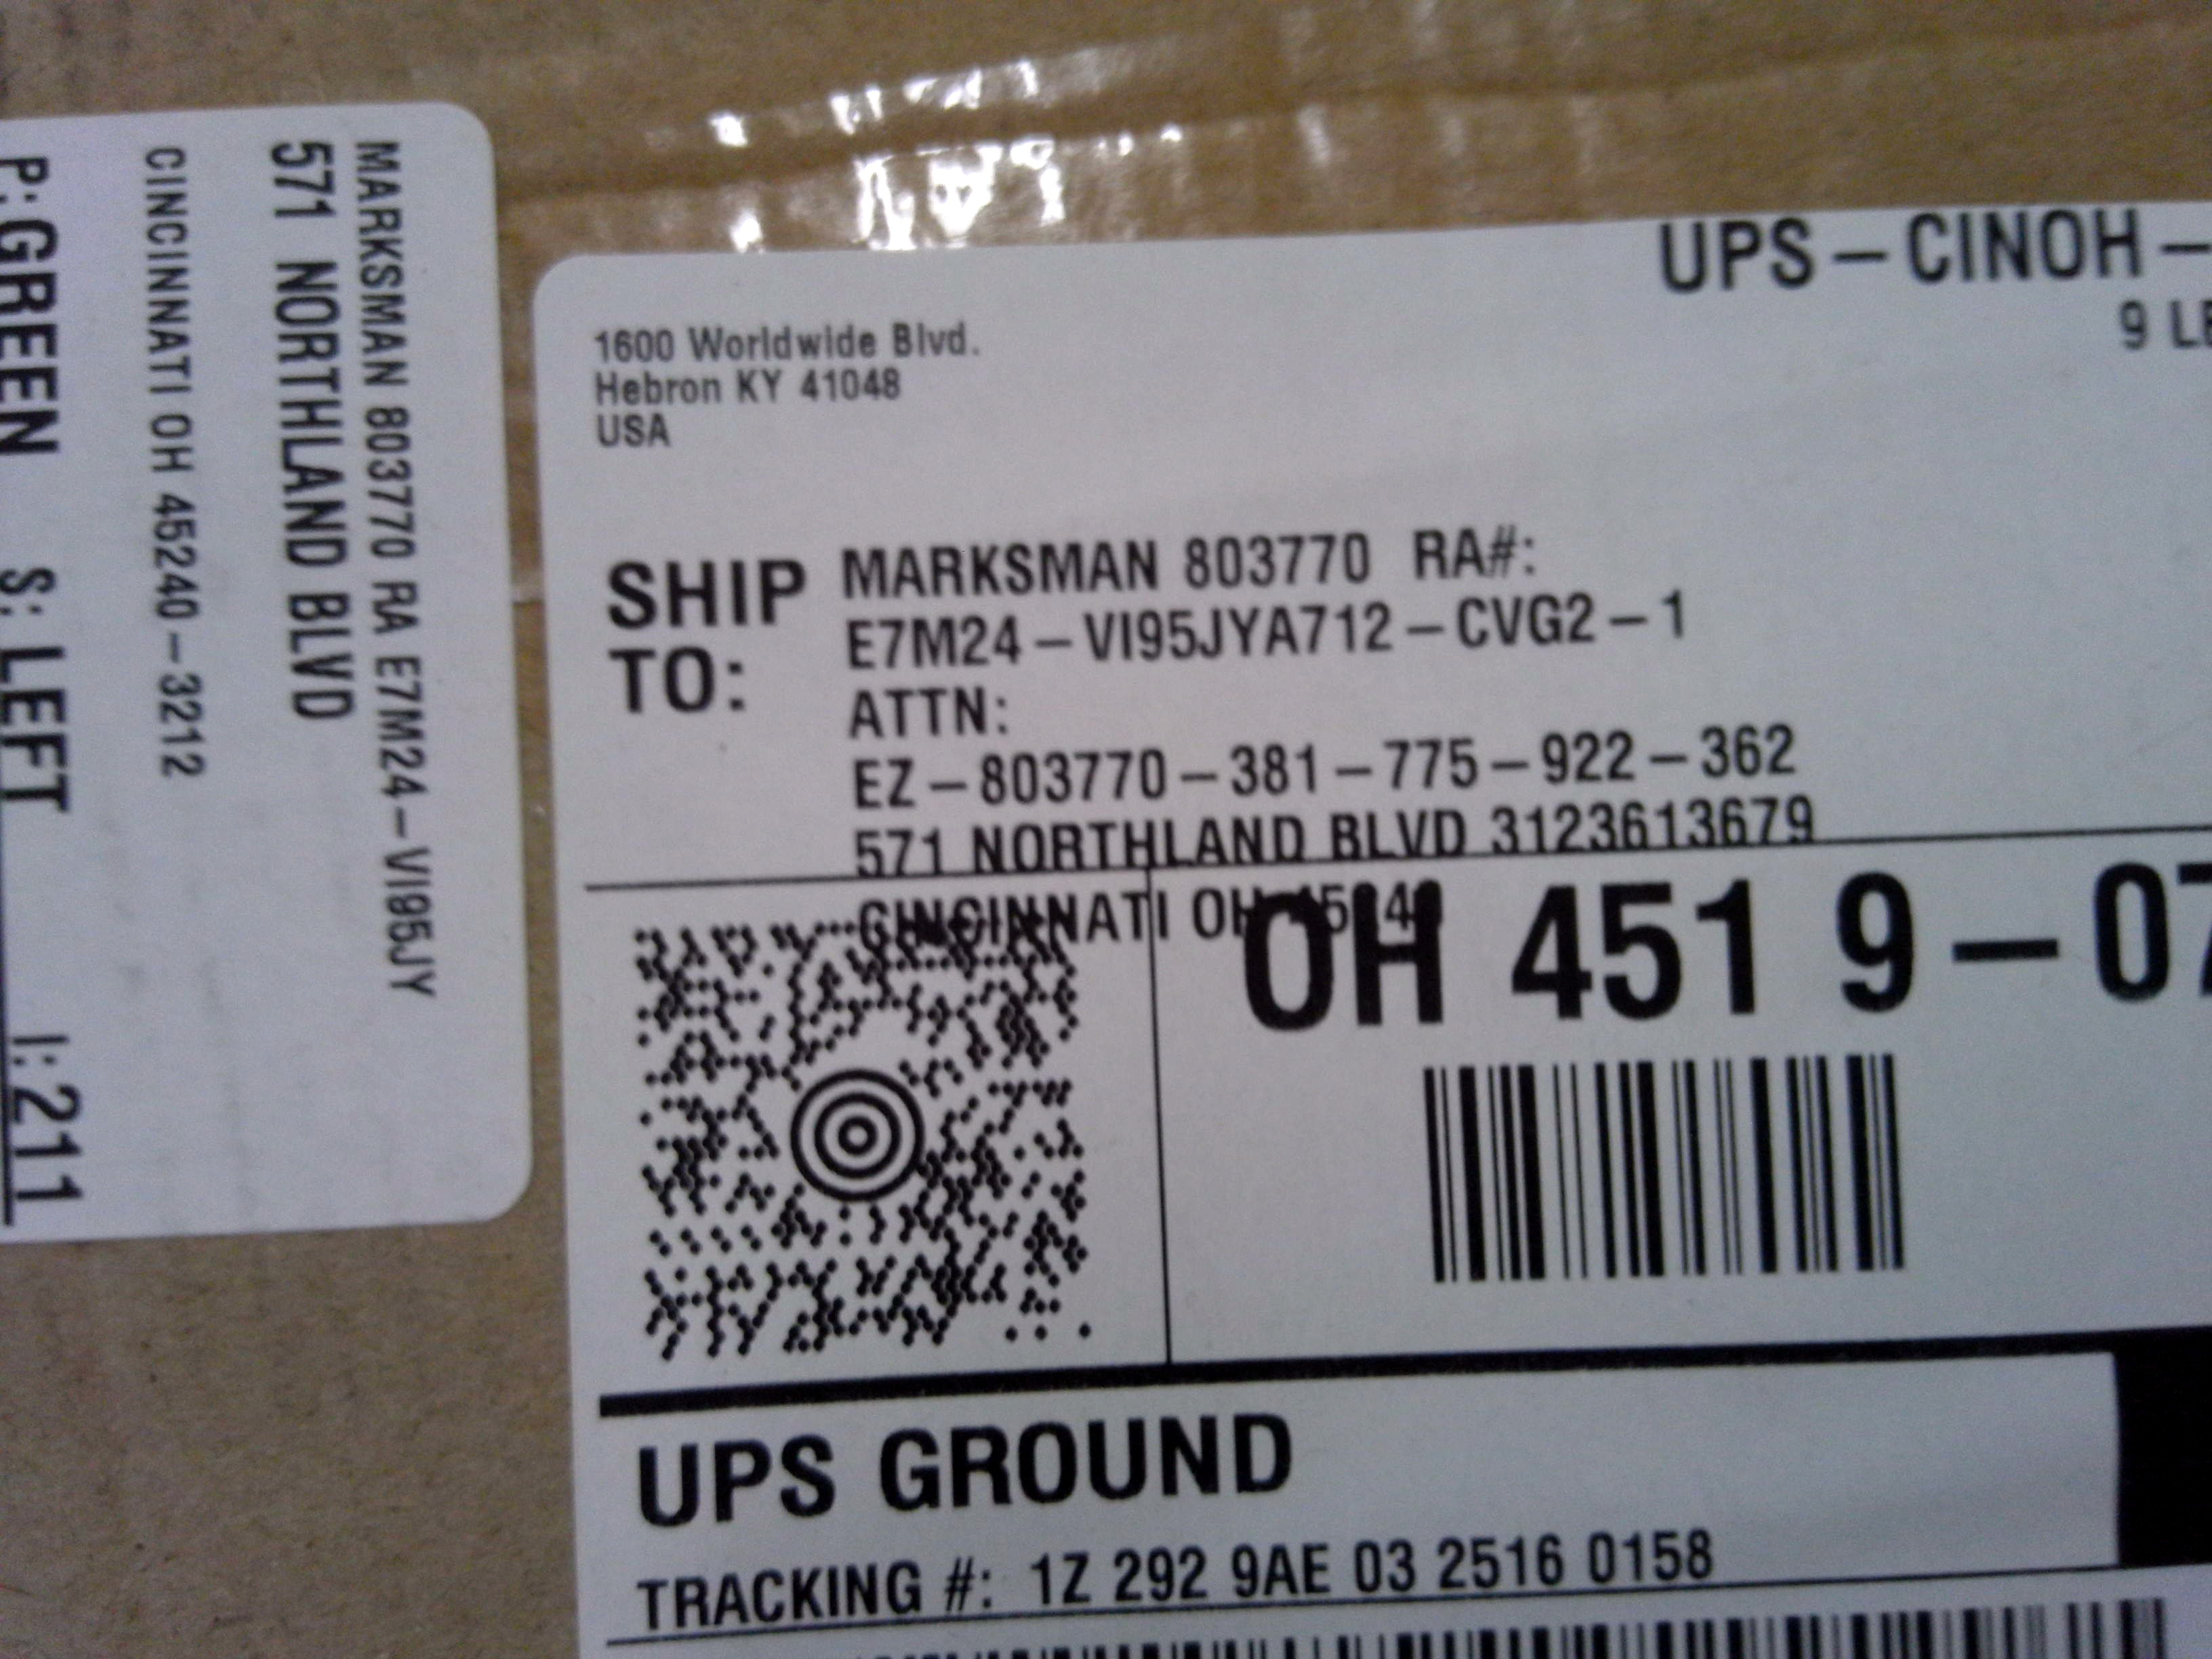 MARKSMAN 803770 RA E7M24-VI95JY
571 NORTHLAND BLVD
CINCINNATI OH 45240-3212
P:GREEN S:LEFT I:211
UPS-CINOH-
9
1600 Worldwide Blvd.
Hebron KY 41048
USA
SHIP TO:
MARKSMAN 803770 RA#:
E7M24-VI95JYA712-CVG2-1
ATTN:
EZ-803770-381-775-922-362
571 NORTHLAND BLVD 3123613679
CINCINNATI OH
OH 451 9-07
UPS GROUND
TRACKING #: 1Z 292 9AE 03 2516 0158